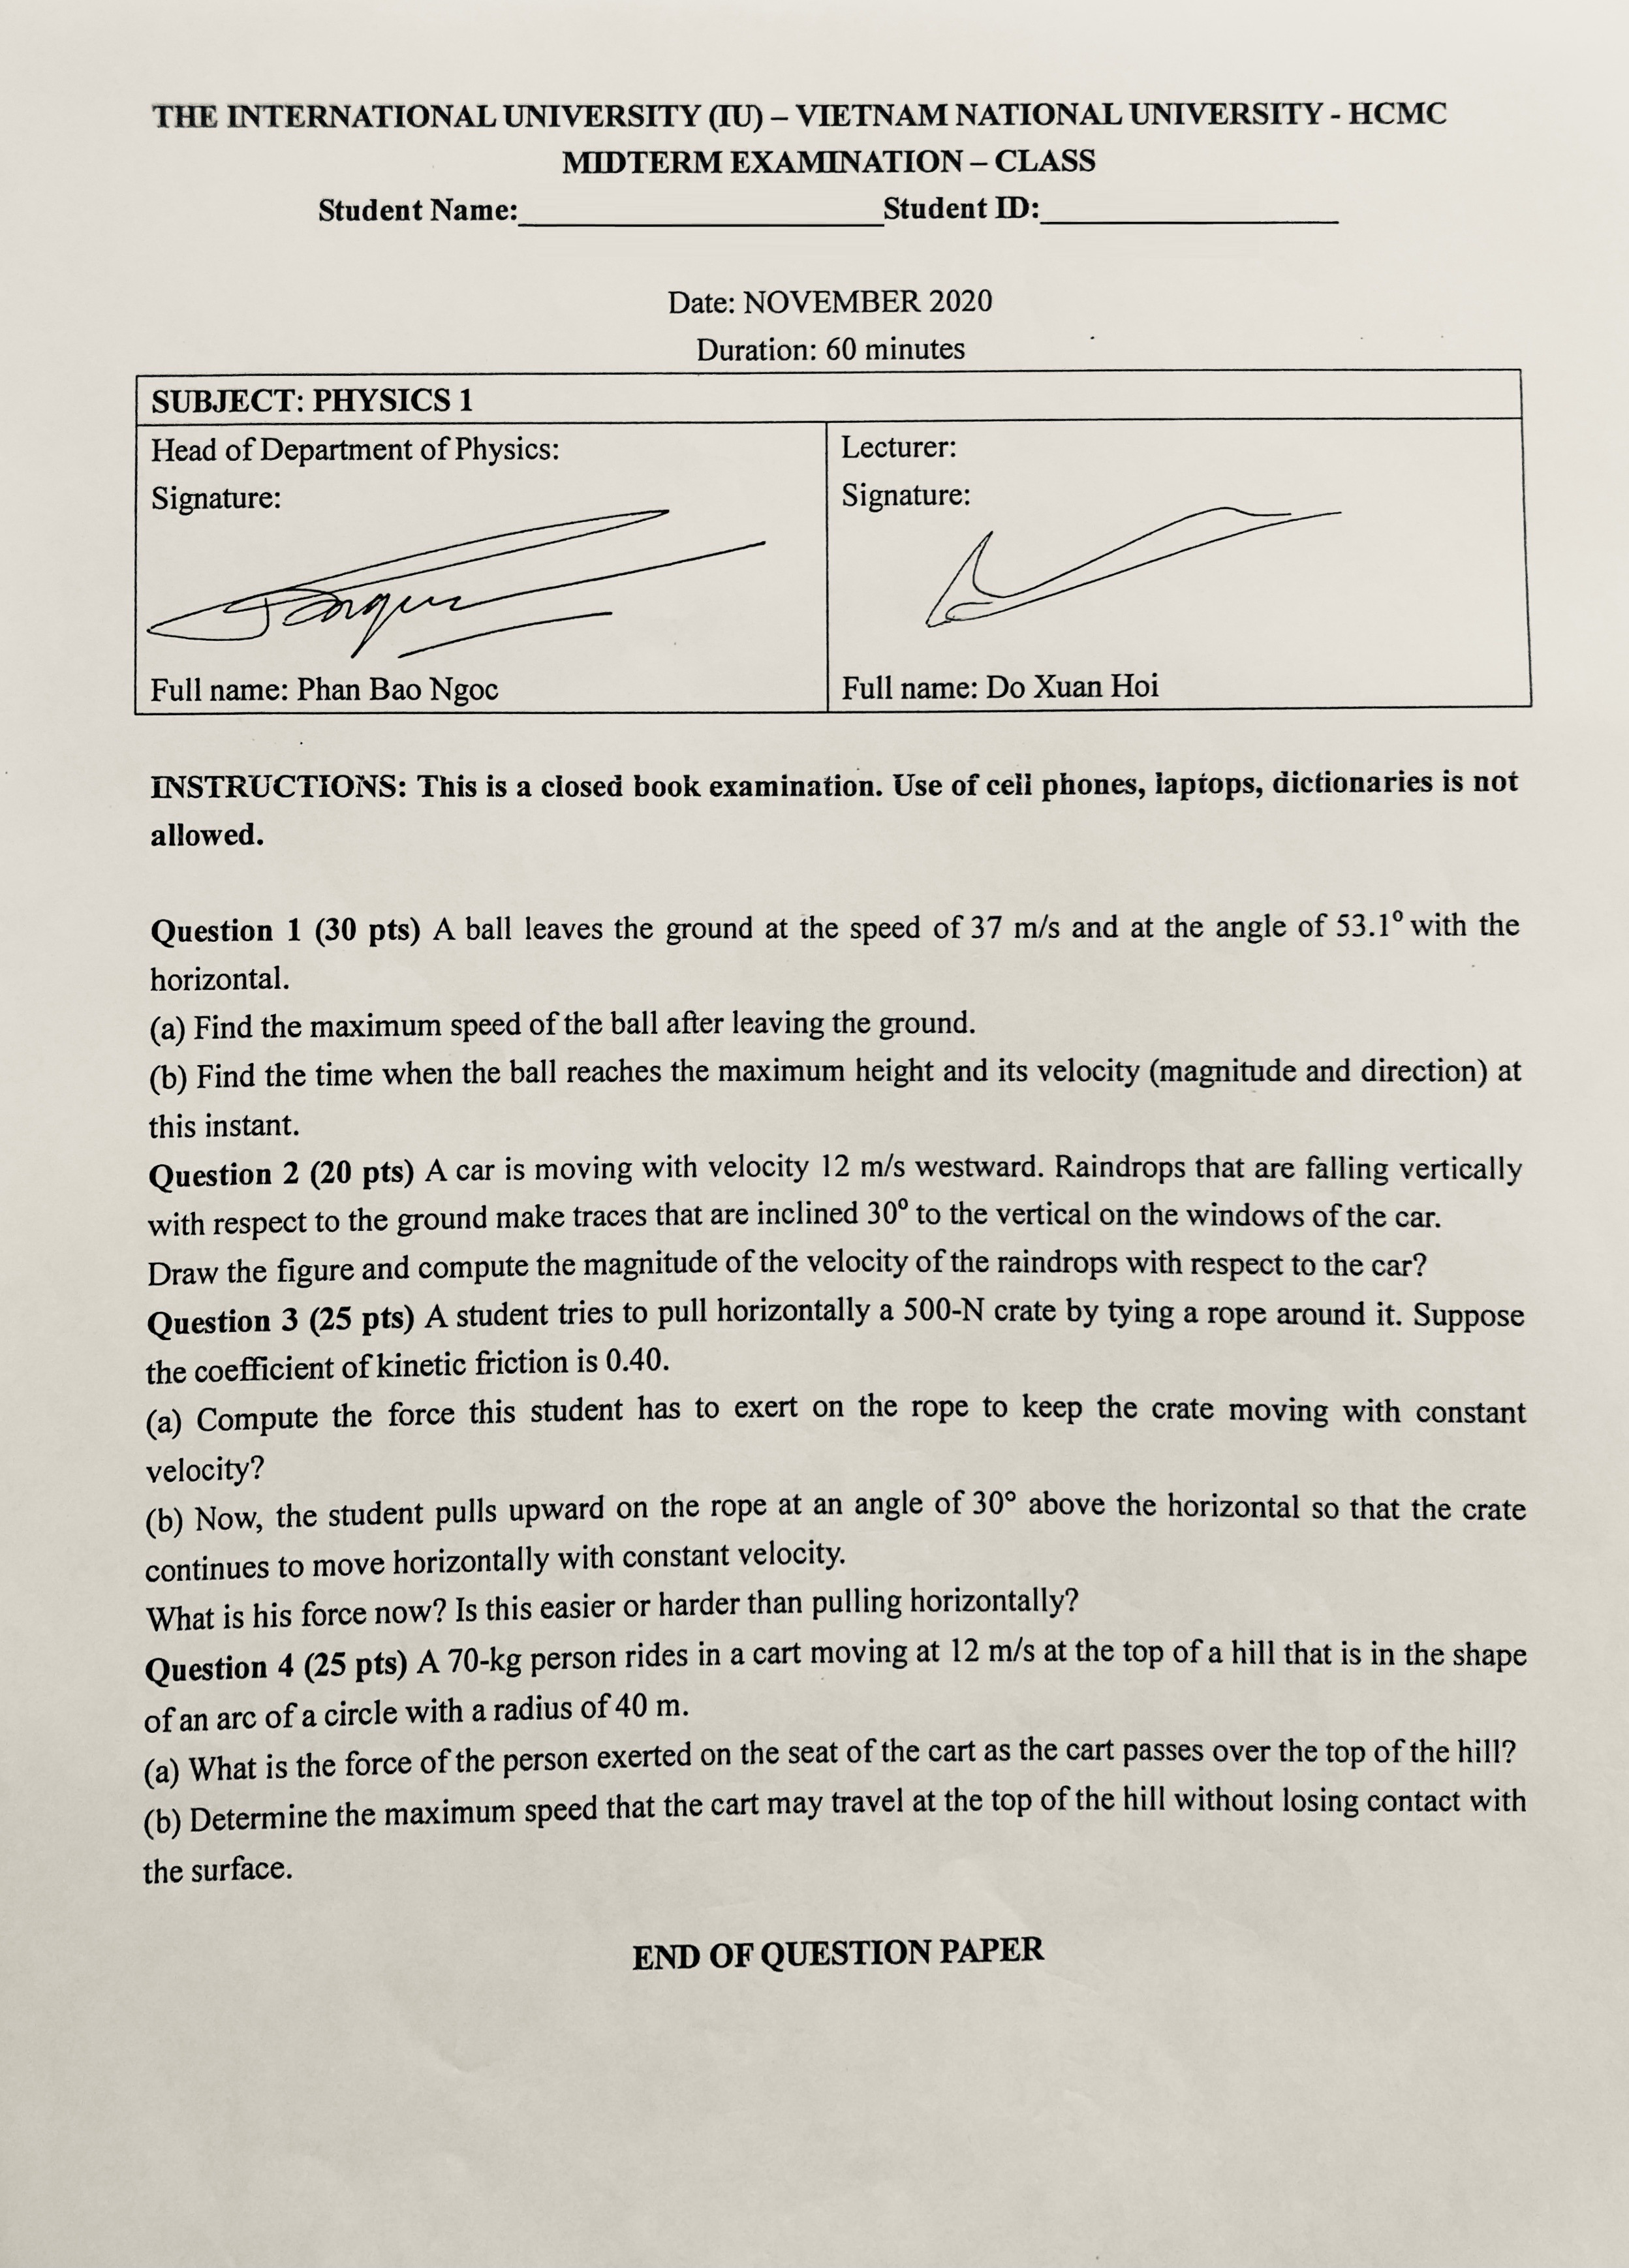 THE INTERNATIONAL UNIVERSITY (IU) – VIETNAM NATIONAL UNIVERSITY - HCMC
MIDTERM EXAMINATION – CLASS
Student Name:____________________Student ID:________________
Date: NOVEMBER 2020
Duration: 60 minutes
SUBJECT: PHYSICS 1
Head of Department of Physics:
Signature:
Full name: Phan Bao Ngoc
Lecturer:
Signature:
Full name: Do Xuan Hoi
INSTRUCTIONS: This is a closed book examination. Use of cell phones, laptops, dictionaries is not
allowed.
Question 1 (30 pts) A ball leaves the ground at the speed of 37 m/s and at the angle of 53.1⁰ with the
horizontal.
(a) Find the maximum speed of the ball after leaving the ground.
(b) Find the time when the ball reaches the maximum height and its velocity (magnitude and direction) at
this instant.
Question 2 (20 pts) A car is moving with velocity 12 m/s westward. Raindrops that are falling vertically
with respect to the ground make traces that are inclined 30⁰ to the vertical on the windows of the car.
Draw the figure and compute the magnitude of the velocity of the raindrops with respect to the car?
Question 3 (25 pts) A student tries to pull horizontally a 500-N crate by tying a rope around it. Suppose
the coefficient of kinetic friction is 0.40.
(a) Compute the force this student has to exert on the rope to keep the crate moving with constant
velocity?
(b) Now, the student pulls upward on the rope at an angle of 30° above the horizontal so that the crate
continues to move horizontally with constant velocity.
What is his force now? Is this easier or harder than pulling horizontally?
Question 4 (25 pts) A 70-kg person rides in a cart moving at 12 m/s at the top of a hill that is in the shape
of an arc of a circle with a radius of 40 m.
(a) What is the force of the person exerted on the seat of the cart as the cart passes over the top of the hill?
(b) Determine the maximum speed that the cart may travel at the top of the hill without losing contact with
the surface.
END OF QUESTION PAPER